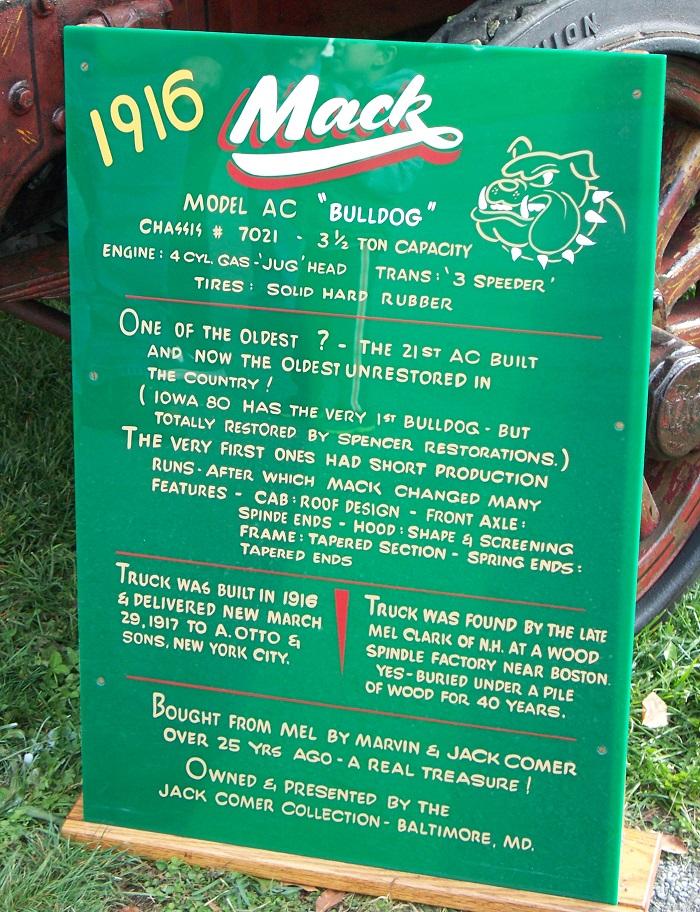 ION
1916 Mack
MODEL AC "BULLDOG"
CHASSIS # 7021 - 3½ TON CAPACITY
ENGINE: 4 CYL. GAS-'JUG' HEAD TRANS: '3 SPEEDER'
TIRES: SOLID HARD RUBBER
ONE OF THE OLDEST ? - THE 21ST AC BUILT
AND NOW THE OLDEST UNRESTORED IN
THE COUNTRY!
( IOWA 80 HAS THE VERY 1ST BULLDOG - BUT
TOTALLY RESTORED BY SPENCER RESTORATIONS.)
THE VERY FIRST ONES HAD SHORT PRODUCTION
RUNS - AFTER WHICH MACK CHANGED MANY
FEATURES - CAB: ROOF DESIGN - FRONT AXLE:
SPINDE ENDS - HOOD: SHAPE & SCREENING
FRAME: TAPERED SECTION - SPRING ENDS:
TAPERED ENDS
TRUCK WAS BUILT IN 1916
& DELIVERED NEW MARCH
29, 1917 TO A. OTTO &
SONS, NEW YORK CITY.
TRUCK WAS FOUND BY THE LATE
MEL CLARK OF N.H. AT A WOOD
SPINDLE FACTORY NEAR BOSTON.
YES - BURIED UNDER A PILE
OF WOOD FOR 40 YEARS.
BOUGHT FROM MEL BY MARVIN & JACK COMER
OVER 25 YRS AGO - A REAL TREASURE!
OWNED & PRESENTED BY THE
JACK COMER COLLECTION - BALTIMORE, MD.